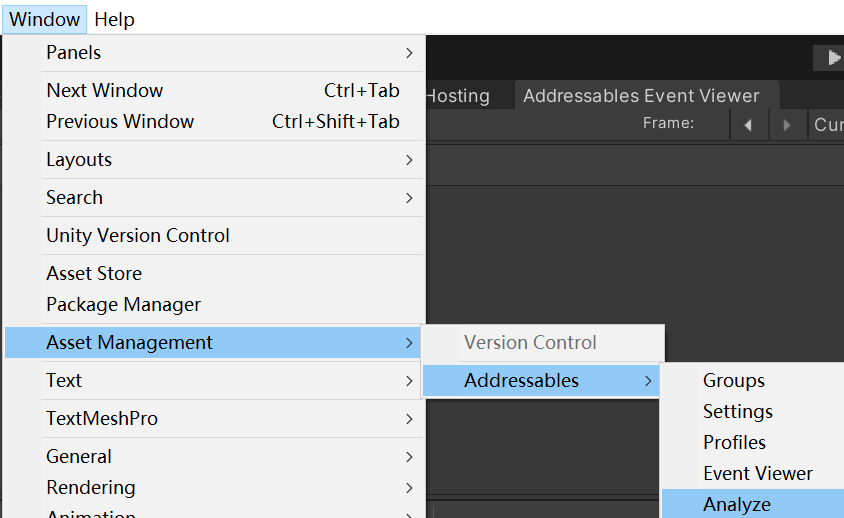 Window Help
Panels
Next Window Ctrl+Tab
Previous Window Ctrl+Shift+Tab
Layouts
Search
Unity Version Control
Asset Store
Package Manager
Asset Management
Text
TextMeshPro
General
Rendering
Animation
Hosting Addressables Event Viewer
Frame: Cur
Version Control
Addressables
Groups
Settings
Profiles
Event Viewer
Analyze